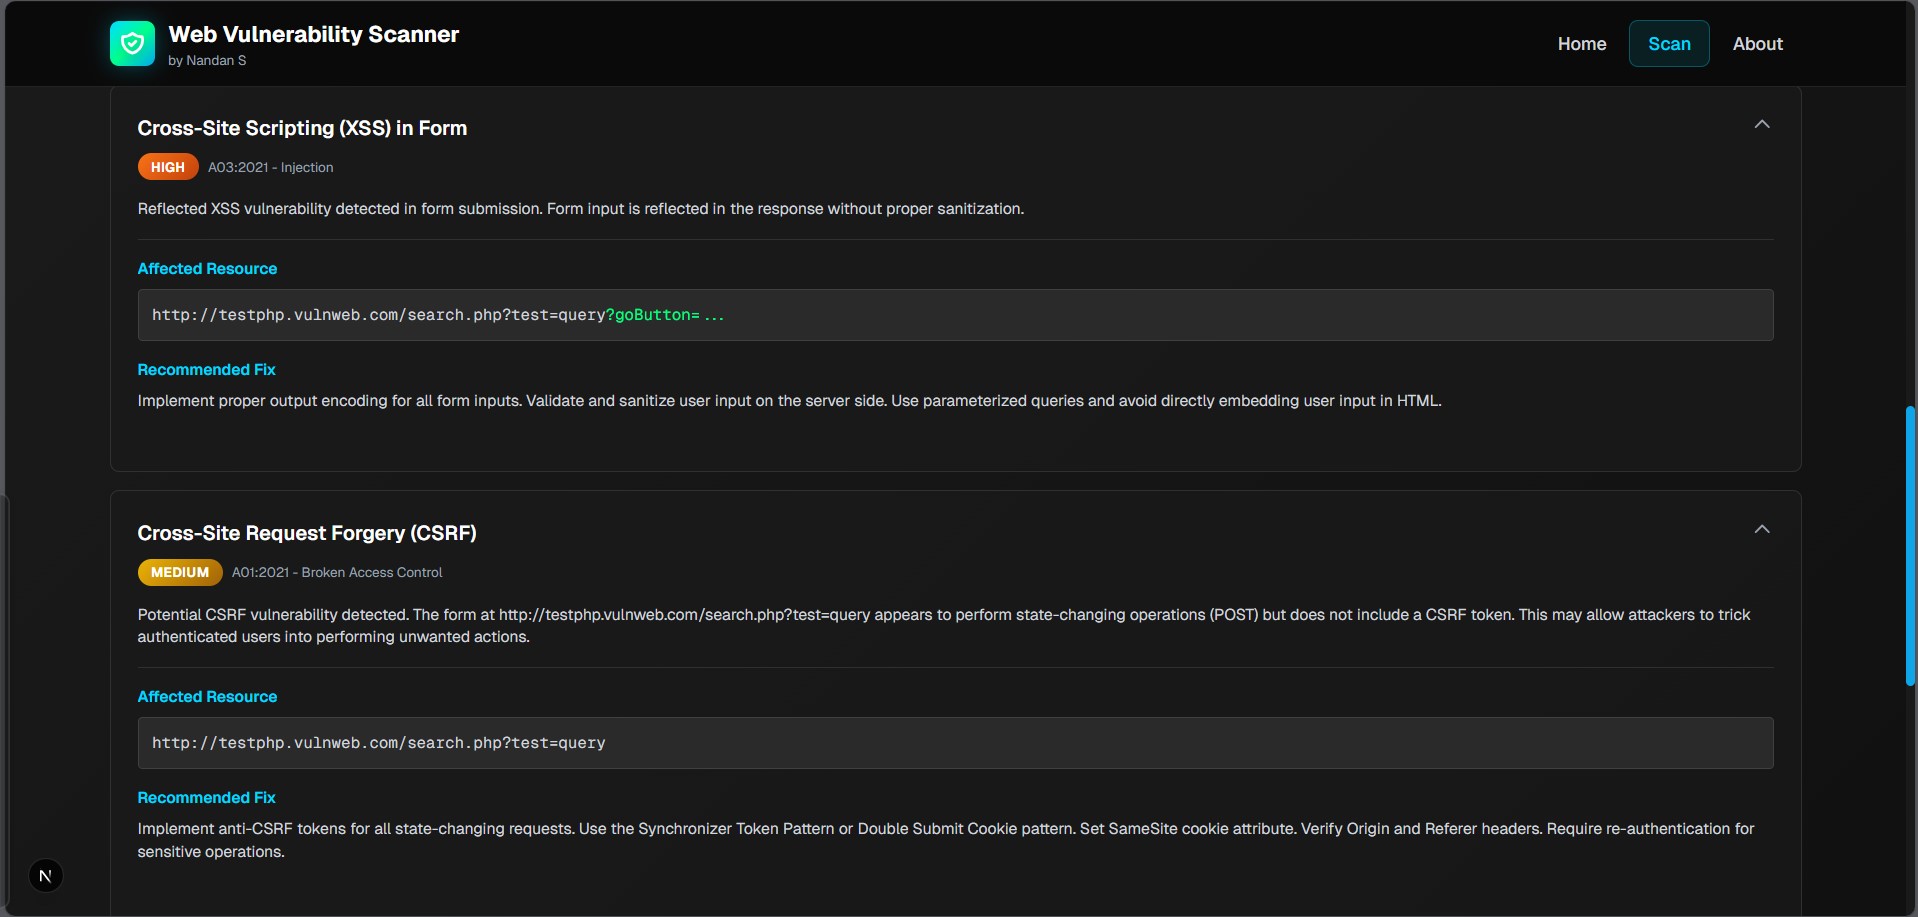 Web Vulnerability Scanner
by Nandan S
Home
Scan
About
Cross-Site Scripting (XSS) in Form
HIGH
A03:2021 - Injection
Reflected XSS vulnerability detected in form submission. Form input is reflected in the response without proper sanitization.
Affected Resource
http://testphp.vulnweb.com/search.php?test=query?goButton=...
Recommended Fix
Implement proper output encoding for all form inputs. Validate and sanitize user input on the server side. Use parameterized queries and avoid directly embedding user input in HTML.
Cross-Site Request Forgery (CSRF)
MEDIUM
A01:2021 - Broken Access Control
Potential CSRF vulnerability detected. The form at http://testphp.vulnweb.com/search.php?test=query appears to perform state-changing operations (POST) but does not include a CSRF token. This may allow attackers to trick
authenticated users into performing unwanted actions.
Affected Resource
http://testphp.vulnweb.com/search.php?test=query
Recommended Fix
Implement anti-CSRF tokens for all state-changing requests. Use the Synchronizer Token Pattern or Double Submit Cookie pattern. Set SameSite cookie attribute. Verify Origin and Referer headers. Require re-authentication for
sensitive operations.
N